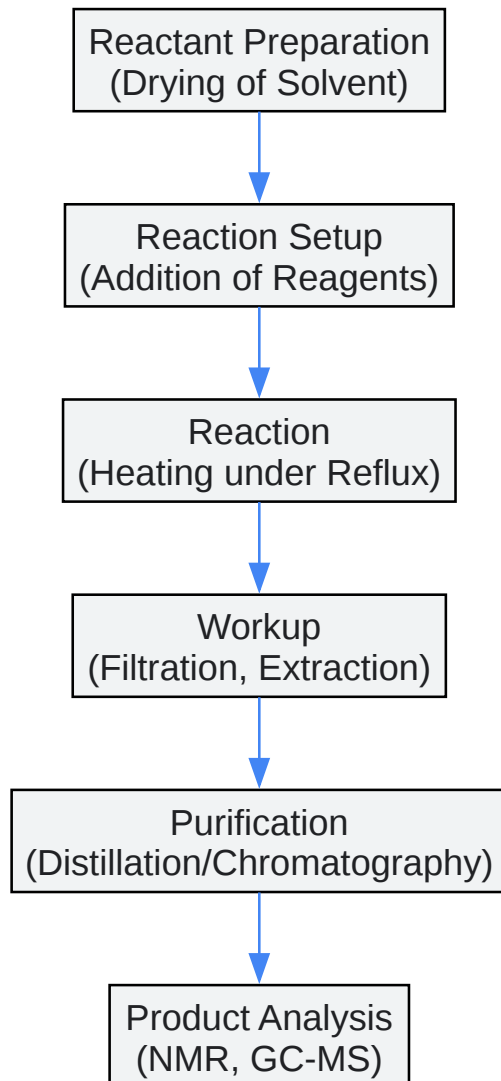 Reactant Preparation
(Drying of Solvent)
Reaction Setup
(Addition of Reagents)
Reaction
(Heating under Reflux)
Workup
(Filtration, Extraction)
Purification
(Distillation/Chromatography)
Product Analysis
(NMR, GC-MS)